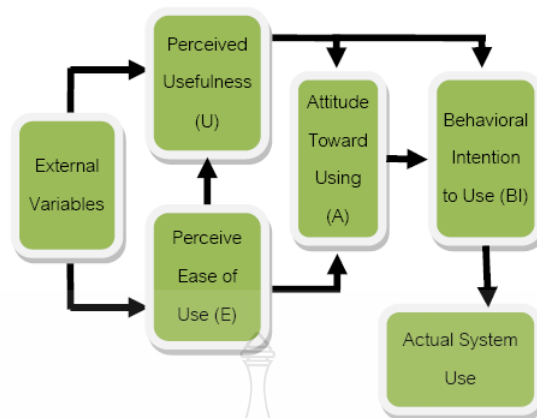 Perceived
Usefulness
(U)
External
Variables
Perceive
Ease of
Use (E)
Attitude
Toward
Using
(A)
Behavioral
Intention
to Use (BI)
Actual System
Use